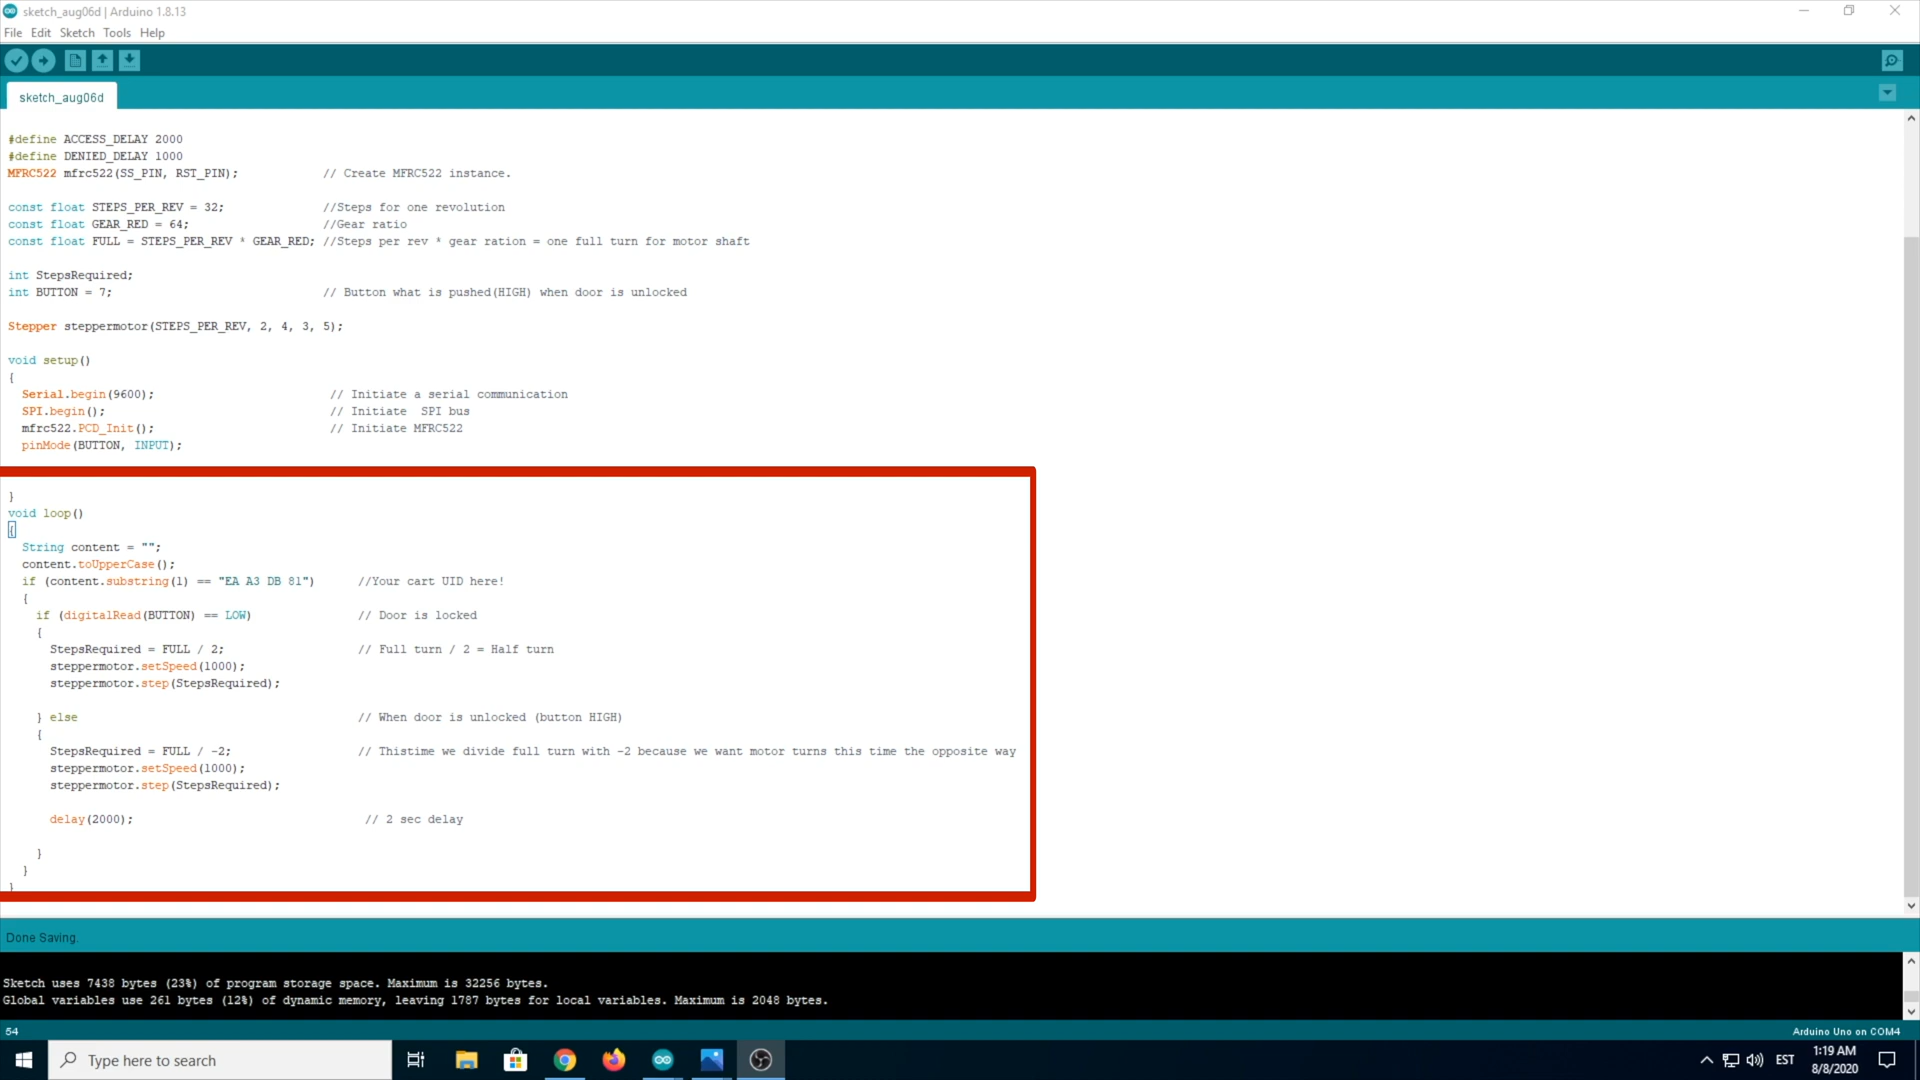 sketch_aug06d | Arduino 1.8.13
File Edit Sketch Tools Help
sketch_aug06d
#define ACCESS_DELAY 2000
#define DENIED_DELAY 1000
MFRC522 mfrc522(SS_PIN, RST_PIN); // Create MFRC522 instance.
const float STEPS_PER_REV = 32; //Steps for one revolution
const float GEAR_RED = 64; //Gear ratio
const float FULL = STEPS_PER_REV * GEAR_RED; //Steps per rev * gear ration = one full turn for motor shaft
int StepsRequired;
int BUTTON = 7; // Button what is pushed(HIGH) when door is unlocked
Stepper steppermotor(STEPS_PER_REV, 2, 4, 3, 5);
void setup()
{
Serial.begin(9600); // Initiate a serial communication
SPI.begin(); // Initiate  SPI bus
mfrc522.PCD_Init(); // Initiate MFRC522
pinMode(BUTTON, INPUT);
}
void loop()
{
String content = "";
content.toUpperCase();
if (content.substring(1) == "EA A3 DB 81") //Your cart UID here!
{
if (digitalRead(BUTTON) == LOW) // Door is locked
{
StepsRequired = FULL / 2; // Full turn / 2 = Half turn
steppermotor.setSpeed(1000);
steppermotor.step(StepsRequired);
} else // When door is unlocked (button HIGH)
{
StepsRequired = FULL / -2; // Thistime we divide full turn with -2 because we want motor turns this time the opposite way
steppermotor.setSpeed(1000);
steppermotor.step(StepsRequired);
delay(2000); // 2 sec delay
}
}
}
Done Saving.
Sketch uses 7438 bytes (23%) of program storage space. Maximum is 32256 bytes.
Global variables use 261 bytes (12%) of dynamic memory, leaving 1787 bytes for local variables. Maximum is 2048 bytes.
54 Arduino Uno on COM4
Type here to search EST 1:19 AM
8/8/2020